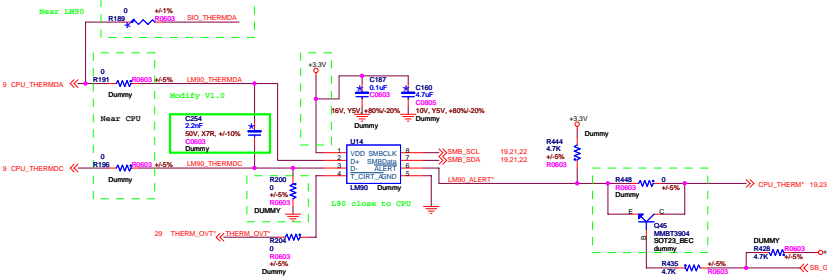 Near LM90
0
+/-1%
R189
R0603
SIO_THERMDA
+3.3V
0
R191
R0603
+/-5%
LM90_THERMDA
9 CPU_THERMDA
Dummy
Modify V1.0
Near CPU
C254
2.2nF
50V, X7R, +/-10%
C0603
Dummy
C187
0.1uF
C0603
C160
4.7uF
C0805
16V, Y5V, +80%/-20%
10V, Y5V, +80%/-20%
Dummy
Dummy
+3.3V
Dummy
U14
1 VDD SMBCLK 8
SMB_SCL 19,21,22
2 D+ SMBData 7
SMB_SDA 19,21,22
3 D- ALERT 6
4 T_CIRT_A GND 5
LM90 Dummy
R444
4.7K
+/-5%
R0603
0
9 CPU_THERMDC
R196
R0603
+/-5%
LM90_THERMDC
Dummy
R200
0
+/-5%
R0603
DUMMY
LM90_ALERT*
R448
0
R0603
+/-5%
Dummy
CPU_THERM* 19,23
L90 close to CPU
E
C
B
Q45
MMBT3904
SOT23_BEC
dummy
29 THERM_OVT*
THERM_OVT*
R204
0
R0603
+/-5%
Dummy
DUMMY
R428
R0603
4.7K
+/-5%
R435
+/-5%
4.7K
R0603
SB_G